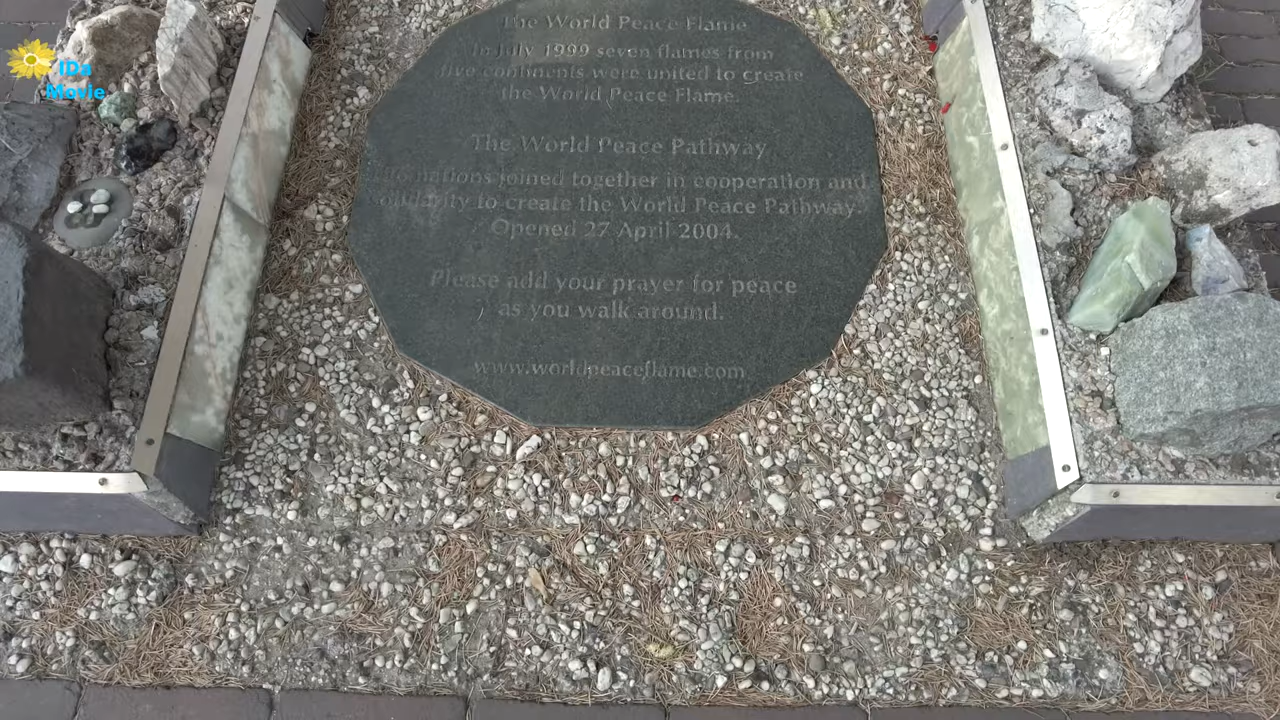 IDa
Movie
The World Peace Flame
In July 1999 seven flames from
five continents were united to create
the World Peace Flame.
The World Peace Pathway
nations joined together in cooperation and
solidarity to create the World Peace Pathway.
Opened 27 April 2004.
Please add your prayer for peace
as you walk around.
www.worldpeaceflame.com